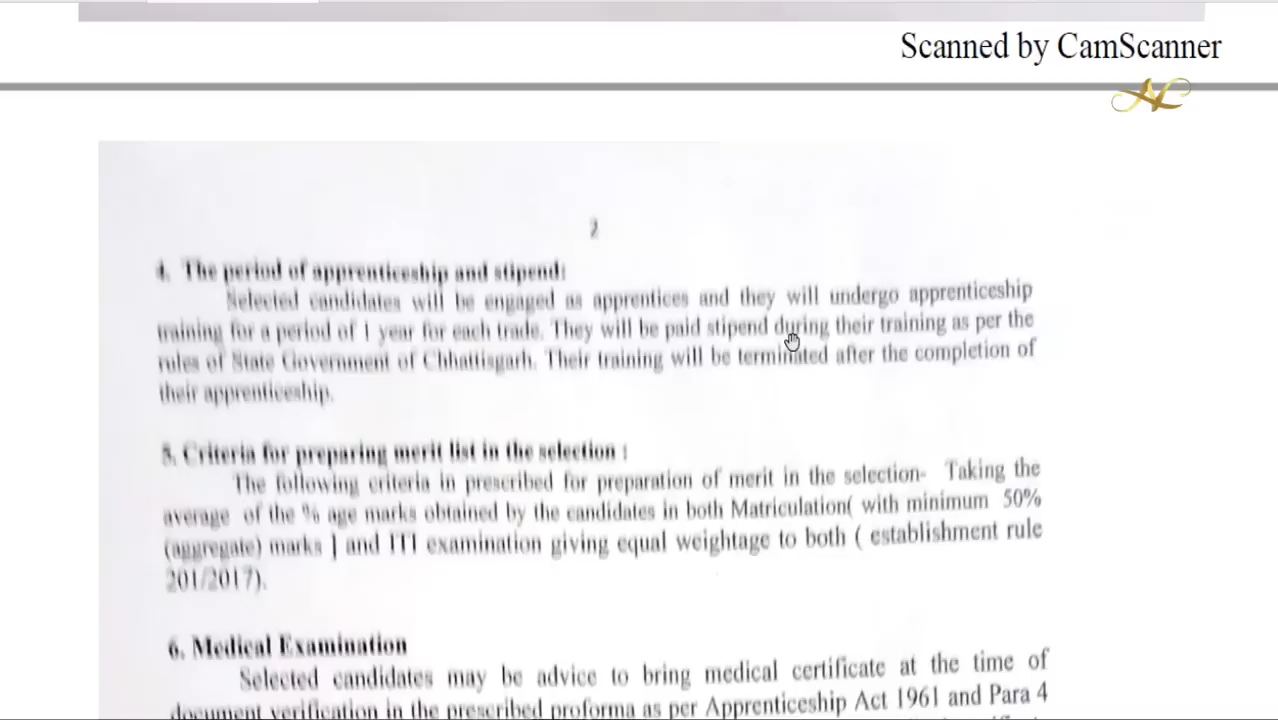 Scanned by CamScanner
2
4. The period of apprenticeship and stipend:
Selected candidates will be engaged as apprentices and they will undergo apprenticeship
training for a period of 1 year for each trade. They will be paid stipend during their training as per the
rules of State Government of Chhattisgarh. Their training will be terminated after the completion of
their apprenticeship.
5. Criteria for preparing merit list in the selection :
The following criteria in prescribed for preparation of merit in the selection- Taking the
average of the % age marks obtained by the candidates in both Matriculation( with minimum 50%
(aggregate) marks ] and ITI examination giving equal weightage to both ( establishment rule
201/2017).
6. Medical Examination
Selected candidates may be advice to bring medical certificate at the time of
document verification in the prescribed proforma as per Apprenticeship Act 1961 and Para 4